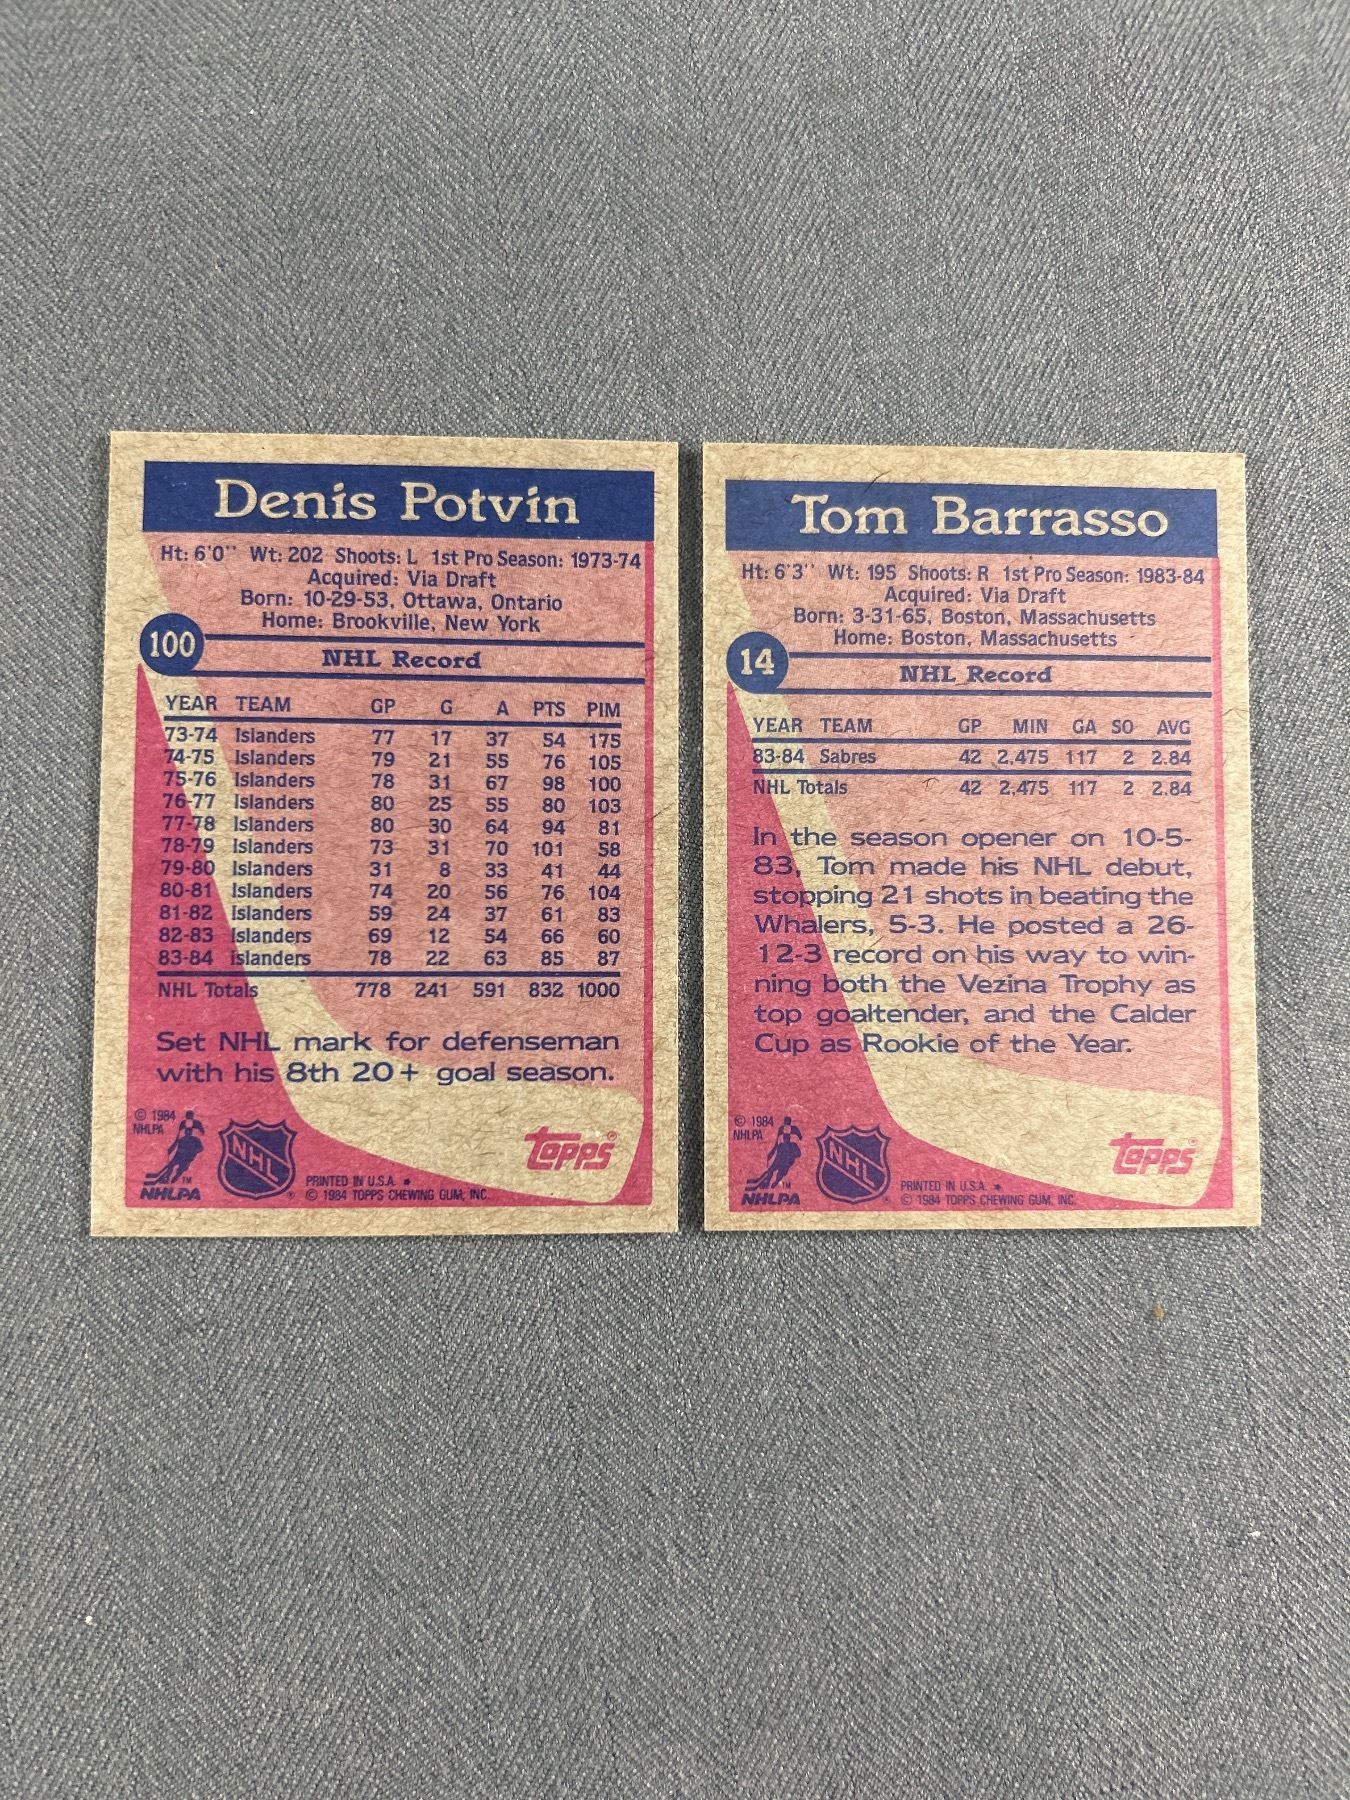 Denis Potvin
Ht: 6'0" Wt: 202 Shoots: L 1st Pro Season: 1973-74
Acquired: Via Draft
Born: 10-29-53, Ottawa, Ontario
Home: Brookville, New York
100
NHL Record
YEAR TEAM GP G A PTS PIM
73-74 Islanders 77 17 37 54 175
74-75 Islanders 79 21 55 76 105
75-76 Islanders 78 31 67 98 100
76-77 Islanders 80 25 55 80 103
77-78 Islanders 80 30 64 94 81
78-79 Islanders 73 31 70 101 58
79-80 Islanders 31 8 33 41 44
80-81 Islanders 74 20 56 76 104
81-82 Islanders 59 24 37 61 83
82-83 Islanders 69 12 54 66 60
83-84 islanders 78 22 63 85 87
NHL Totals 778 241 591 832 1000
Set NHL mark for defenseman
with his 8th 20+ goal season.
© 1984
NHLPA
NHLPA TM
NHL ®
PRINTED IN U.S.A. *
© 1984 TOPPS CHEWING GUM, INC.
Topps®
Tom Barrasso
Ht: 6'3" Wt: 195 Shoots: R 1st Pro Season: 1983-84
Acquired: Via Draft
Born: 3-31-65, Boston, Massachusetts
Home: Boston, Massachusetts
14
NHL Record
YEAR TEAM GP MIN GA SO AVG
83-84 Sabres 42 2,475 117 2 2.84
NHL Totals 42 2,475 117 2 2.84
In the season opener on 10-5-
83, Tom made his NHL debut,
stopping 21 shots in beating the
Whalers, 5-3. He posted a 26-
12-3 record on his way to win-
ning both the Vezina Trophy as
top goaltender, and the Calder
Cup as Rookie of the Year.
© 1984
NHLPA
NHLPA TM
NHL ®
PRINTED IN U.S.A. *
© 1984 TOPPS CHEWING GUM, INC.
Topps®